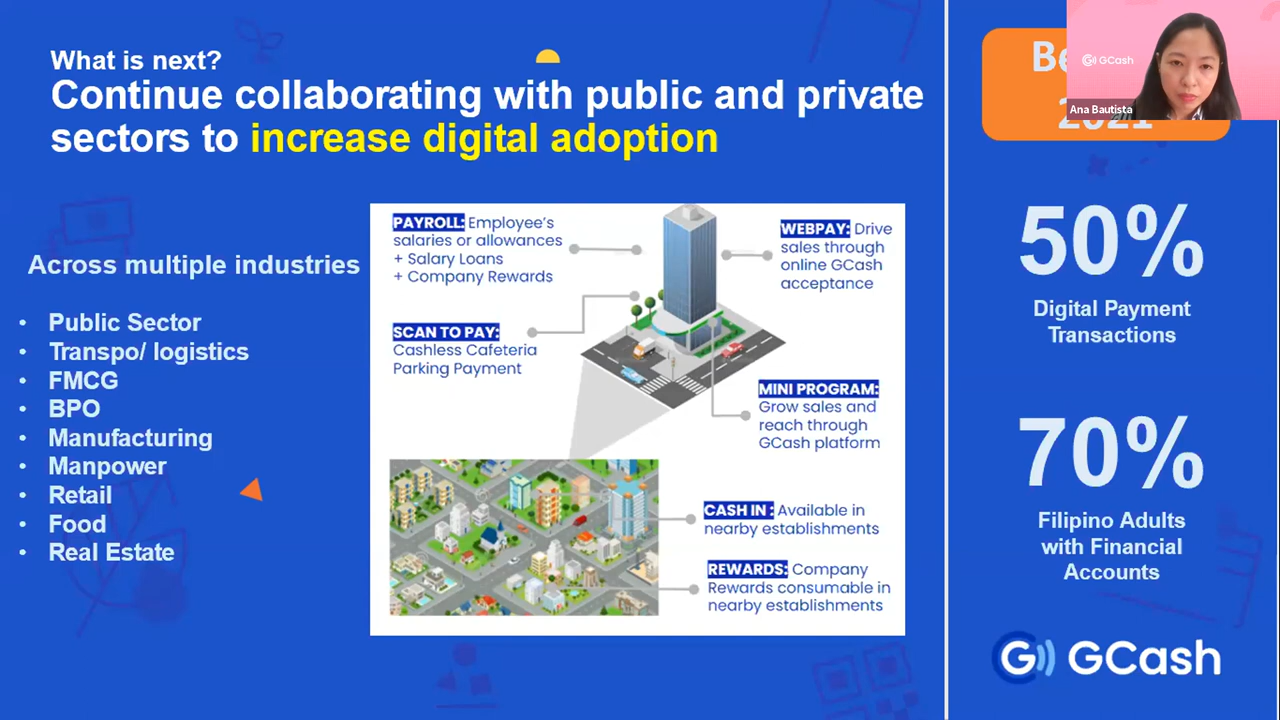 What is next?
Continue collaborating with public and private
sectors to increase digital adoption
Across multiple industries
• Public Sector
• Transpo/ logistics
• FMCG
• BPO
• Manufacturing
• Manpower
• Retail
• Food
• Real Estate
PAYROLL: Employee's
salaries or allowances
+ Salary Loans
+ Company Rewards
SCAN TO PAY:
Cashless Cafeteria
Parking Payment
WEBPAY: Drive
sales through
online GCash
acceptance
MINI PROGRAM:
Grow sales and
reach through
GCash platform
CASH IN : Available in
nearby establishments
REWARDS: Company
Rewards consumable in
nearby establishments
GCash
Ana Bautista
50%
Digital Payment
Transactions
70%
Filipino Adults
with Financial
Accounts
GCash